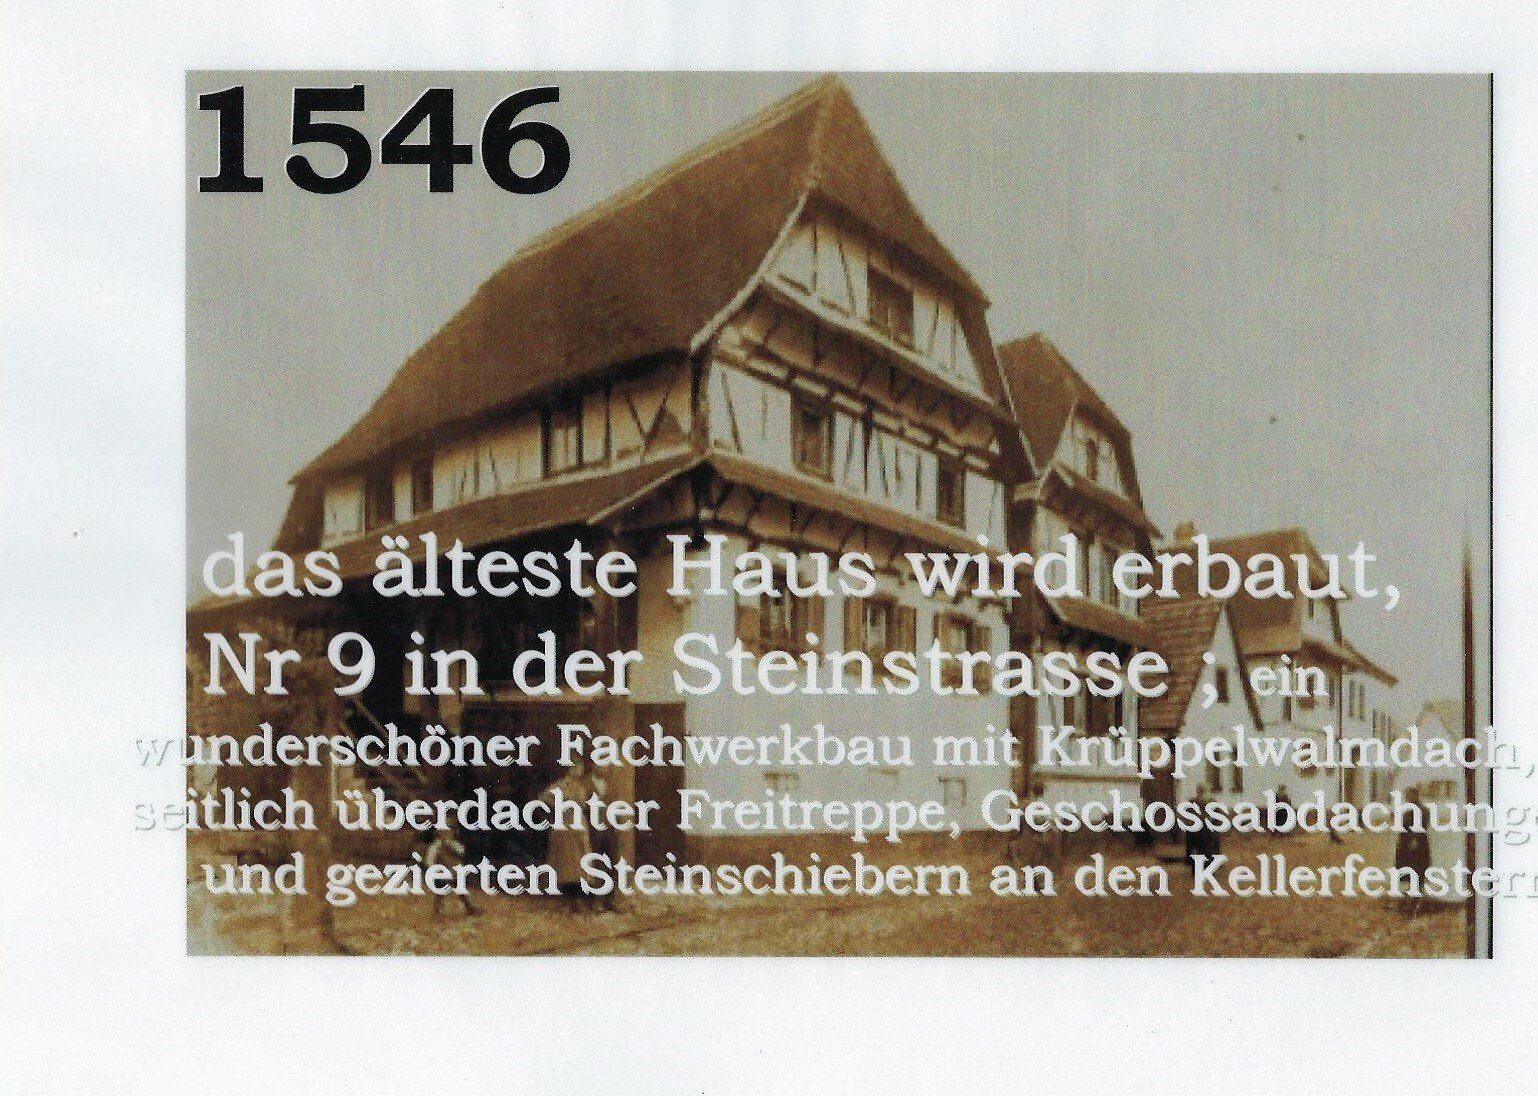 1546
das älteste Haus wird erbaut,
Nr 9 in der Steinstrasse ; ein
wunderschöner Fachwerkbau mit Krüppelwalmdach,
seitlich überdachter Freitreppe, Geschossabdachunge
und gezierten Steinschiebern an den Kellerfenstern